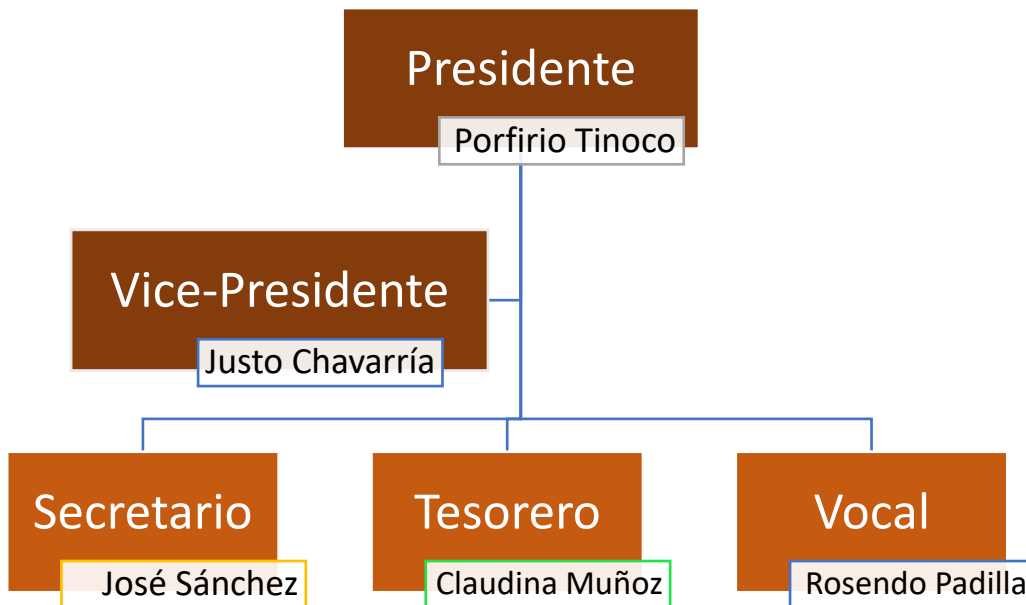 Presidente
Porfirio Tinoco
Vice-Presidente
Justo Chavarría
Secretario
José Sánchez
Tesorero
Claudina Muñoz
Vocal
Rosendo Padilla